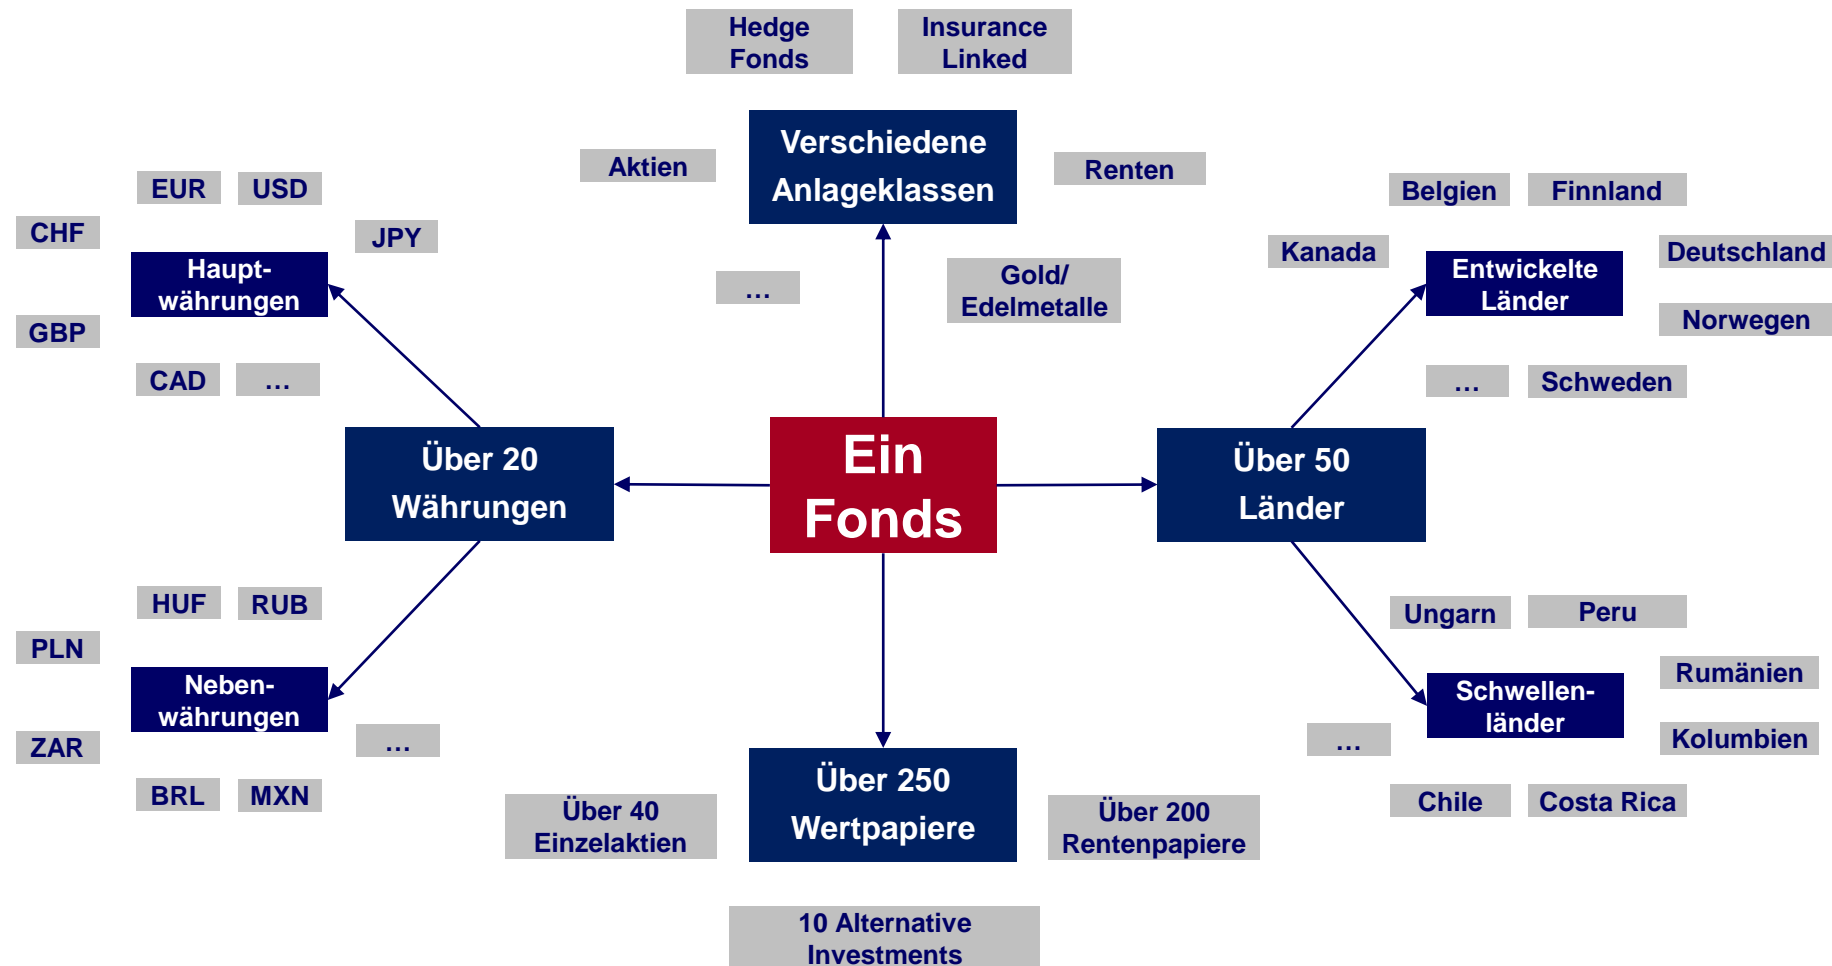 Hedge
Fonds
Insurance
Linked
Verschiedene
Anlageklassen
Aktien
Renten
…
Gold/
Edelmetalle
EUR
USD
CHF
JPY
Haupt-
währungen
GBP
CAD
…
Belgien
Finnland
Kanada
Deutschland
Entwickelte
Länder
Norwegen
…
Schweden
Über 20
Währungen
Ein
Fonds
Über 50
Länder
HUF
RUB
PLN
Neben-
währungen
ZAR
…
BRL
MXN
Ungarn
Peru
Rumänien
Schwellen-
länder
…
Kolumbien
Chile
Costa Rica
Über 250
Wertpapiere
Über 40
Einzelaktien
Über 200
Rentenpapiere
10 Alternative
Investments